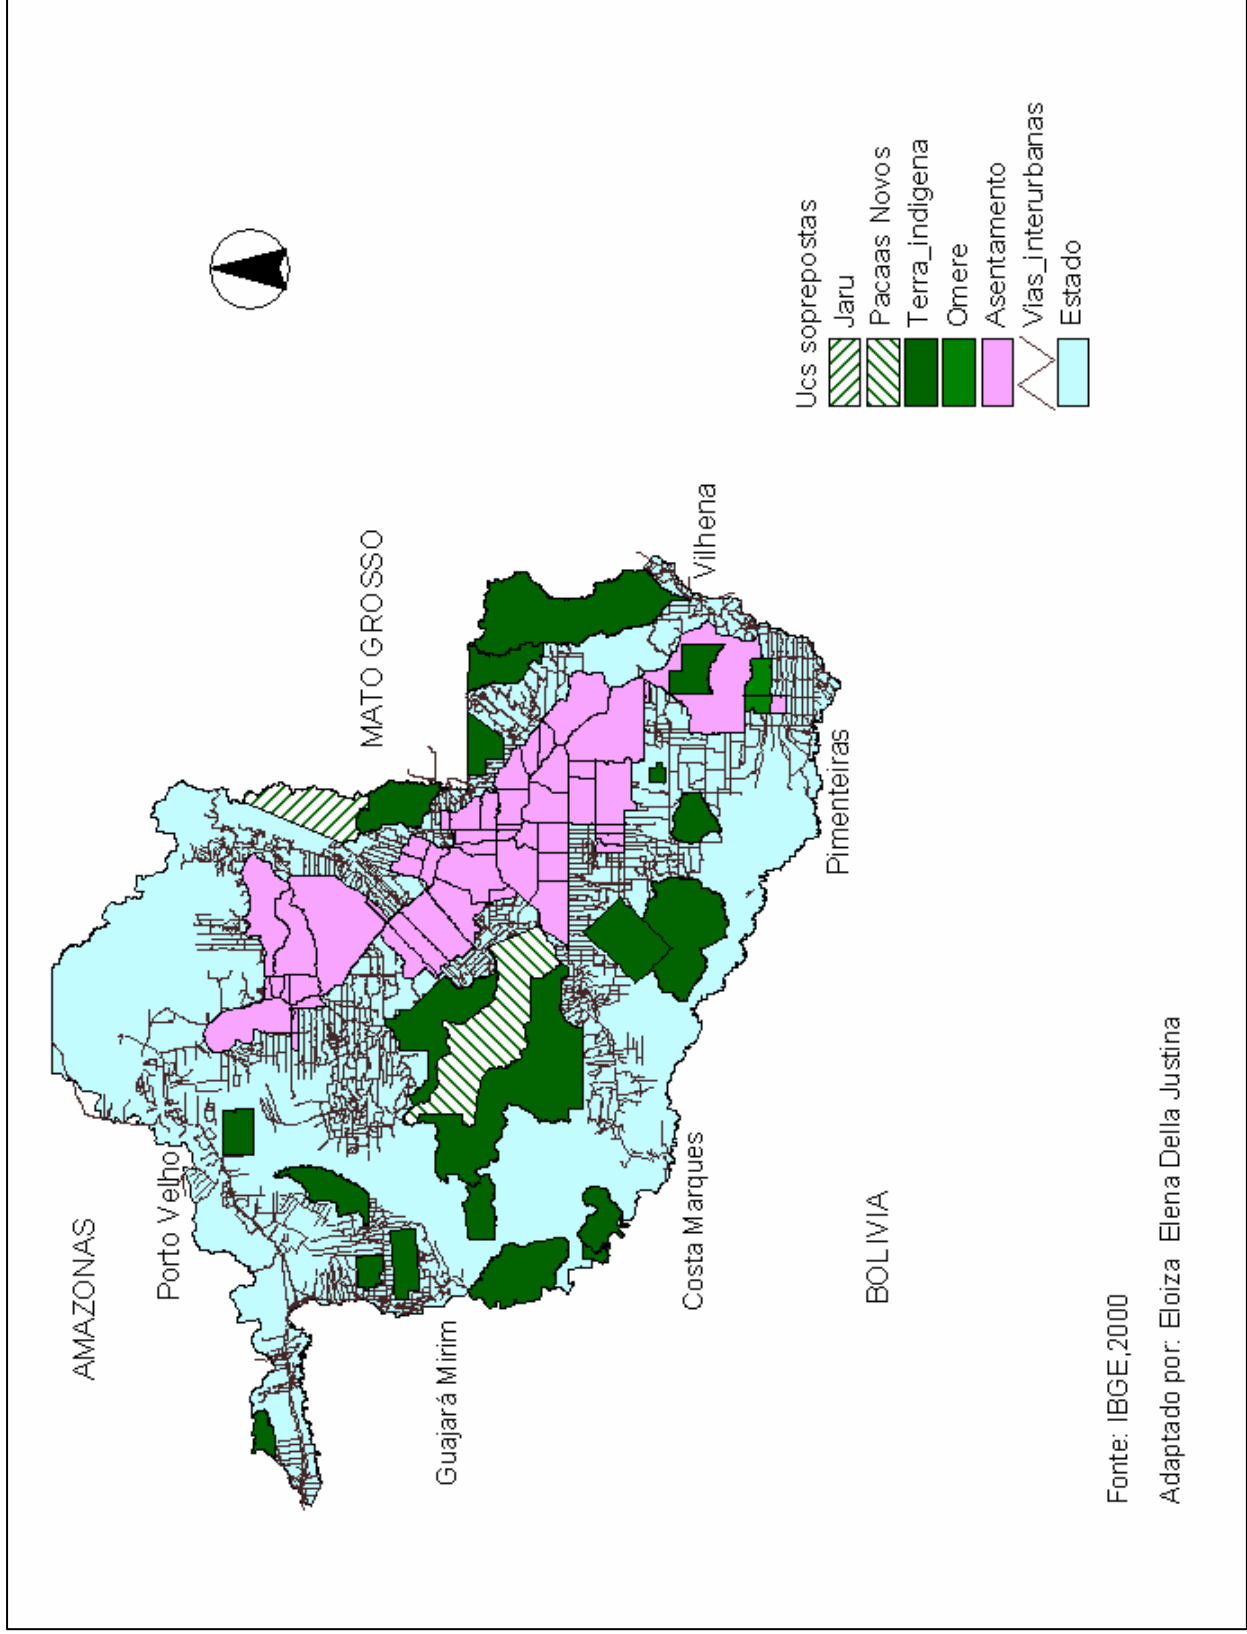 AMAZONAS
Porto Velho
MATO GROSSO
Guajará Mirim
Vilhena
Costa Marques
Pimenteiras
BOLIVIA
Ucs soprepostas
Jaru
Pacaas Novos
Terra_indigena
Omere
Asentamento
Vias_interurbanas
Estado
Fonte: IBGE,2000
Adaptado por: Eloiza Elena Della Justina